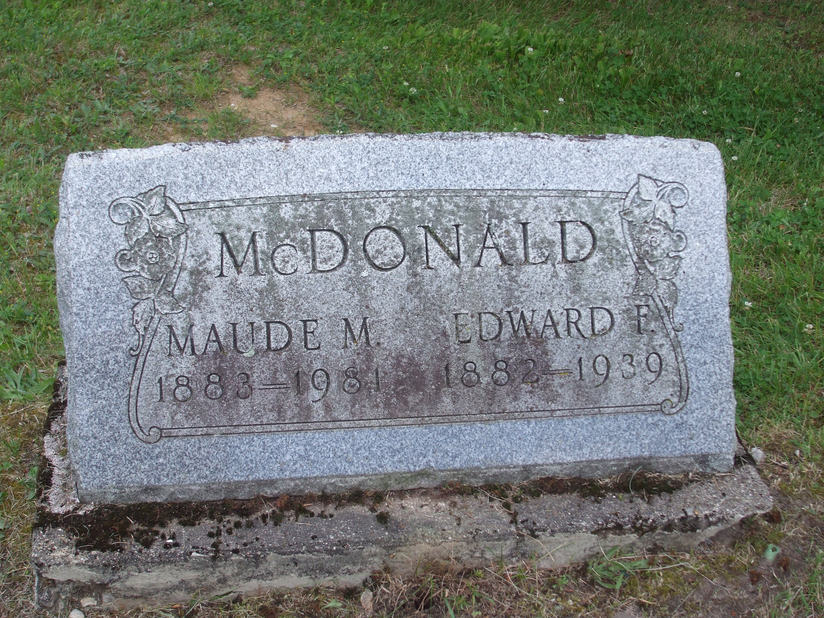 McDONALD
MAUDE M. EDWARD F.
1883–1981 1882–1939